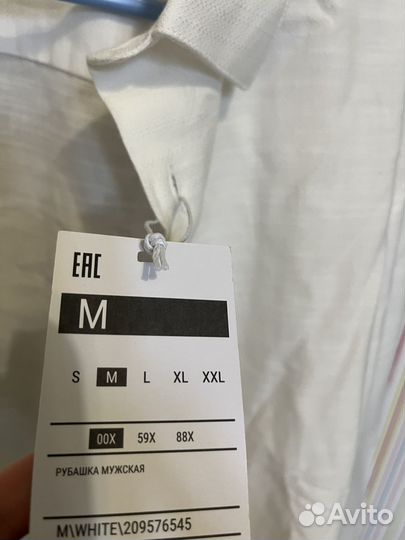 EAC
M
S M L XL XXL
00X 59X 88X
РУБАШКА МУЖСКАЯ
M\WHITE\209576545
Avito